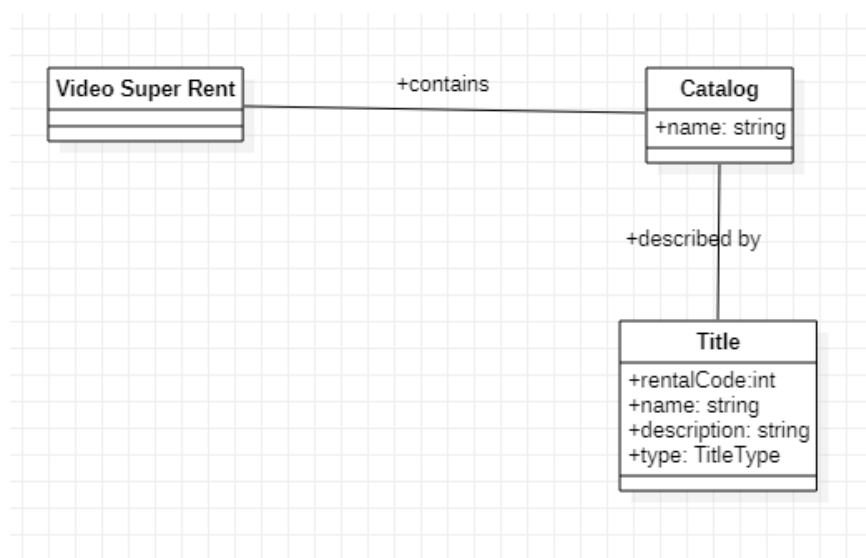 Video Super Rent
+contains
Catalog
+name: string
+described by
Title
+rentalCode:int
+name: string
+description: string
+type: TitleType